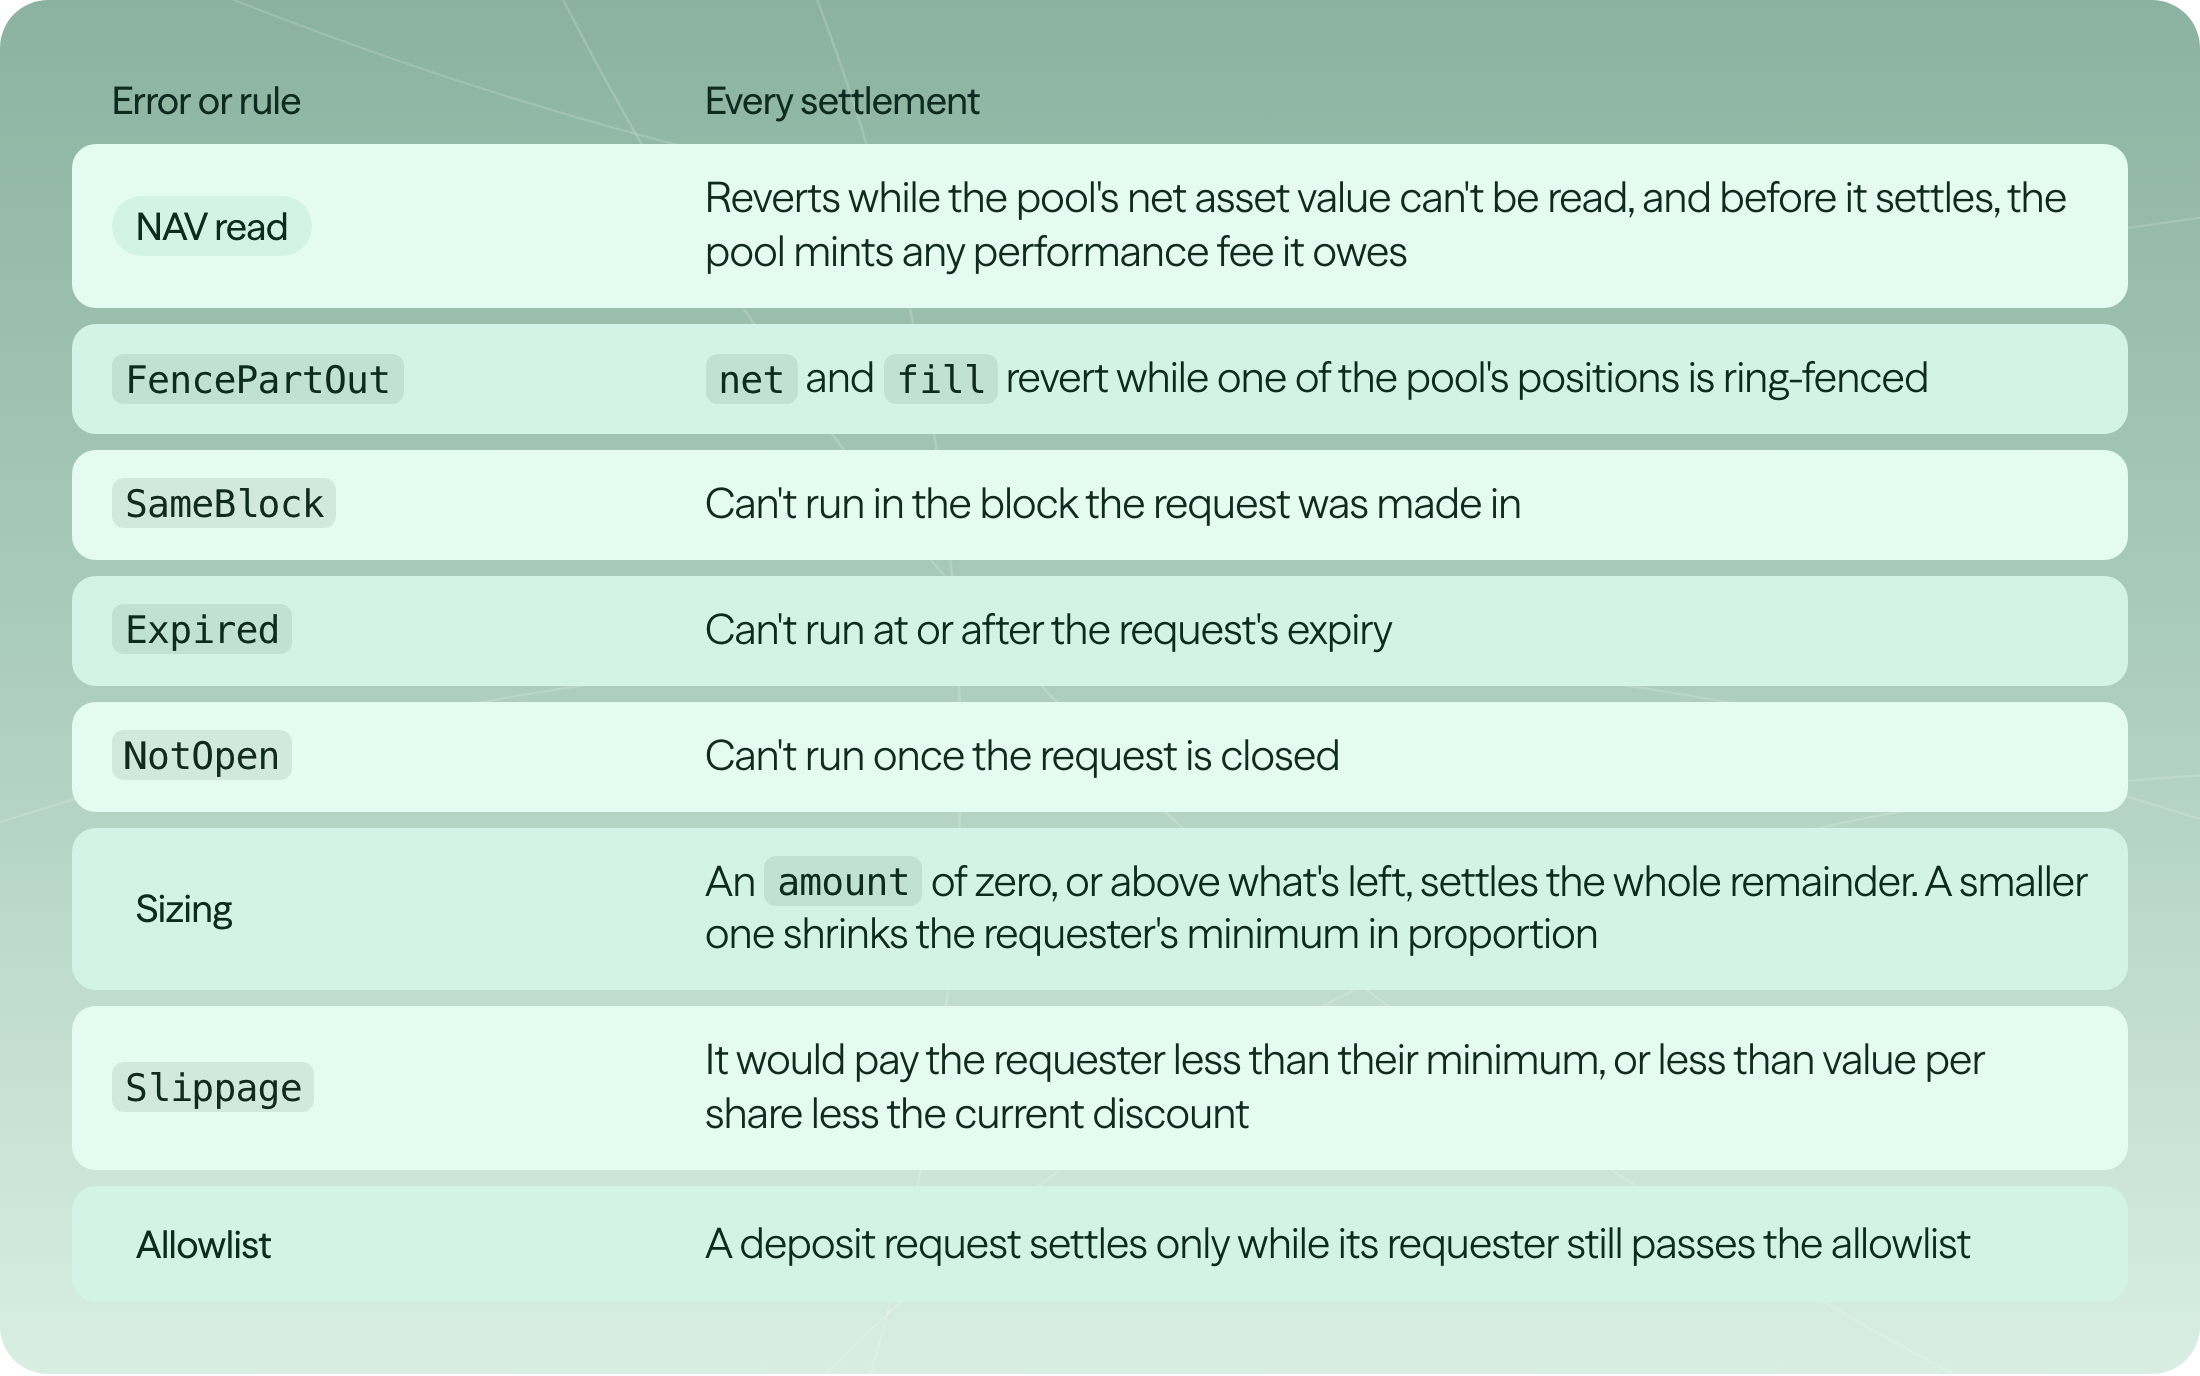 Error or rule
Every settlement
NAV read
Reverts while the pool's net asset value can't be read, and before it settles, the
pool mints any performance fee it owes
FencePartOut
net and fill revert while one of the pool's positions is ring-fenced
SameBlock
Can't run in the block the request was made in
Expired
Can't run at or after the request's expiry
NotOpen
Can't run once the request is closed
Sizing
An amount of zero, or above what's left, settles the whole remainder. A smaller
one shrinks the requester's minimum in proportion
Slippage
It would pay the requester less than their minimum, or less than value per
share less the current discount
Allowlist
A deposit request settles only while its requester still passes the allowlist